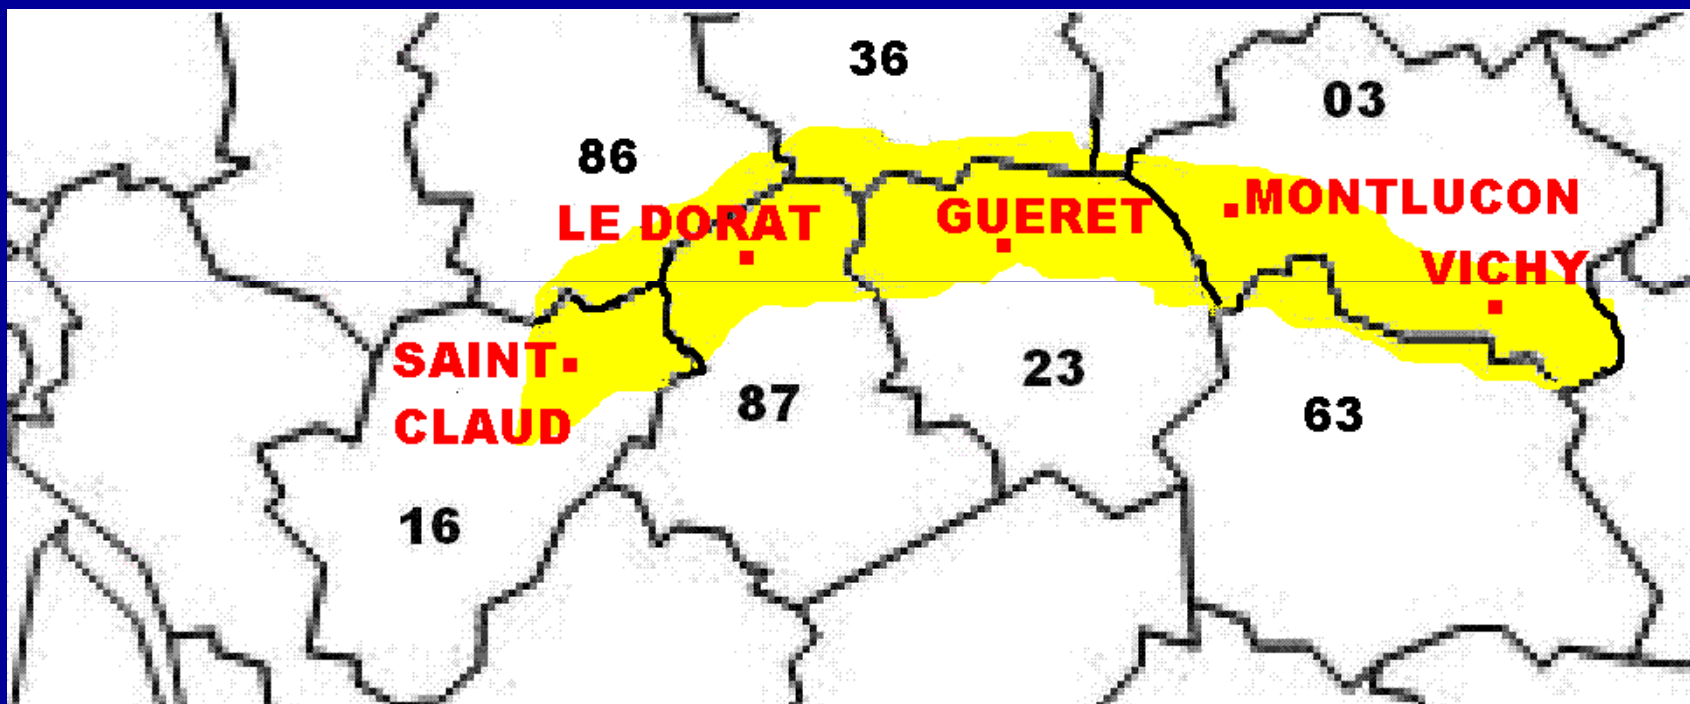 36
03
86
MONTLUCON
LE DORAT
GUERET
VICHY
SAINT-
CLAUD
23
87
63
16